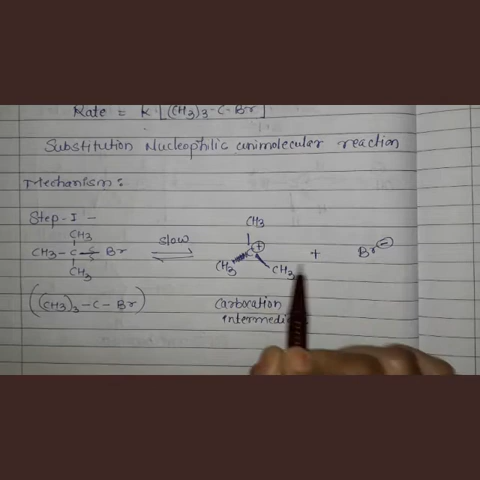 Rate = K [(CH3)3-C-Br]
Substitution Nucleophilic unimolecular reaction
Mechanism:
Step-I -
CH3 slow CH3
CH3-C-Br ⇌ C⊕ + Br⊖
CH3 CH3 CH3
((CH3)3-C-Br) Carbocation